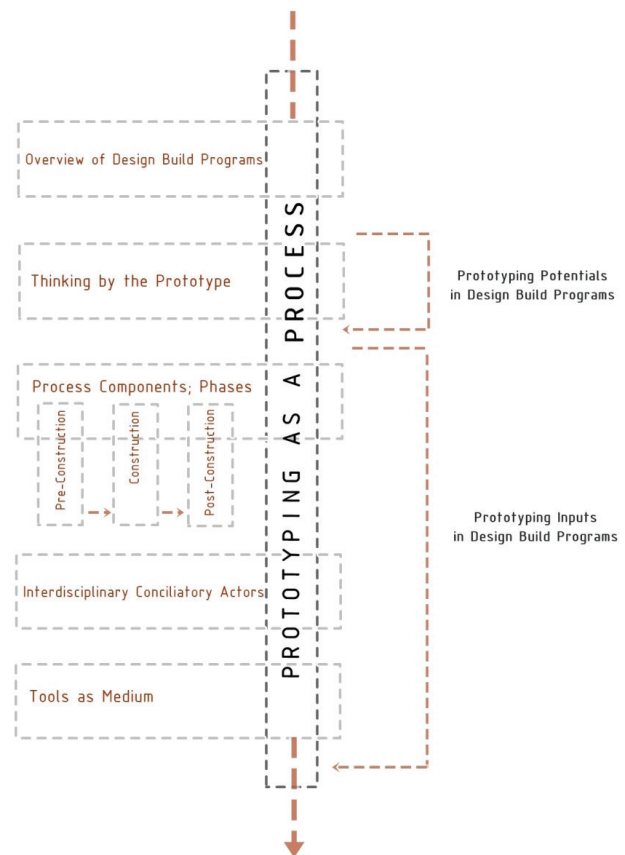 Overview of Design Build Programs
Thinking by the Prototype
Prototyping Potentials
in Design Build Programs
Process Components; Phases
Pre-Construction
Construction
Post-Construction
Prototyping Inputs
in Design Build Programs
Interdisciplinary Conciliatory Actors
Tools as Medium
PROTOTYPING AS A PROCESS